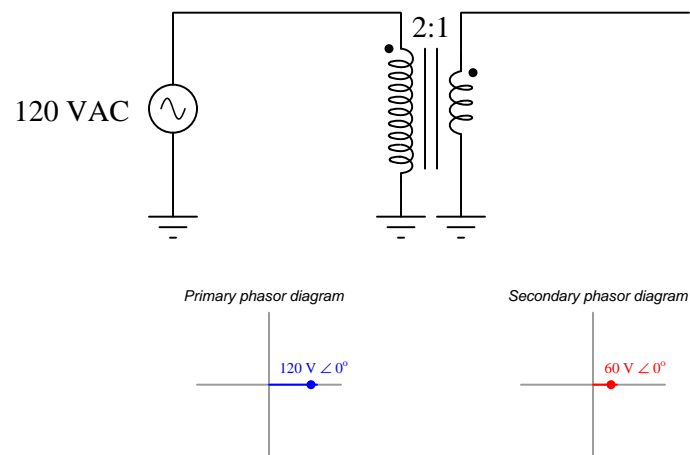 2:1
120 VAC
Primary phasor diagram
Secondary phasor diagram
120 V ∠ 0°
60 V ∠ 0°